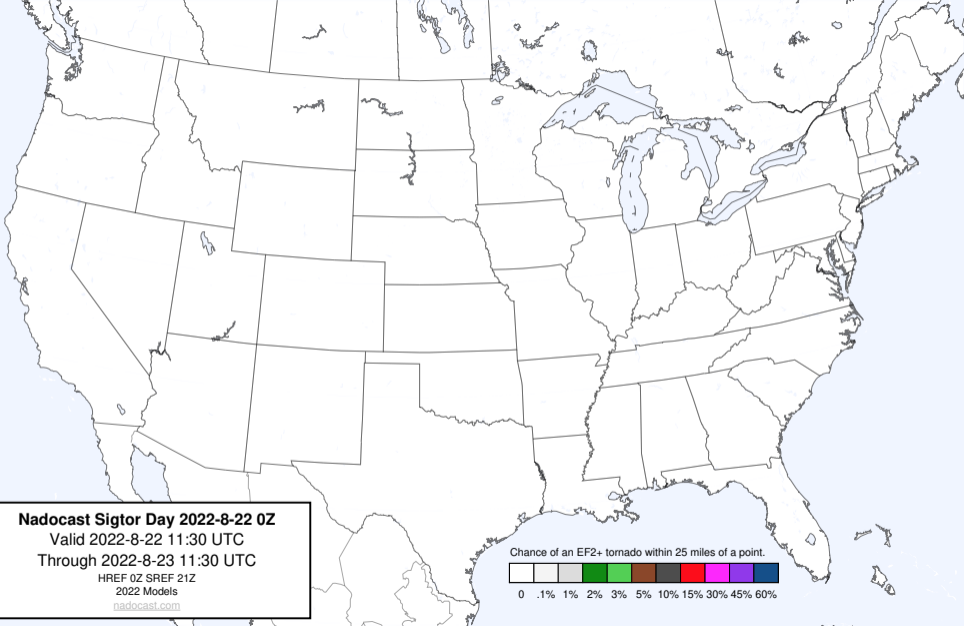 Nadocast Sigtor Day 2022-8-22 0Z
Valid 2022-8-22 11:30 UTC
Through 2022-8-23 11:30 UTC
HREF 0Z SREF 21Z
2022 Models
nadocast.com
Chance of an EF2+ tornado within 25 miles of a point.
0 .1% 1% 2% 3% 5% 10% 15% 30% 45% 60%